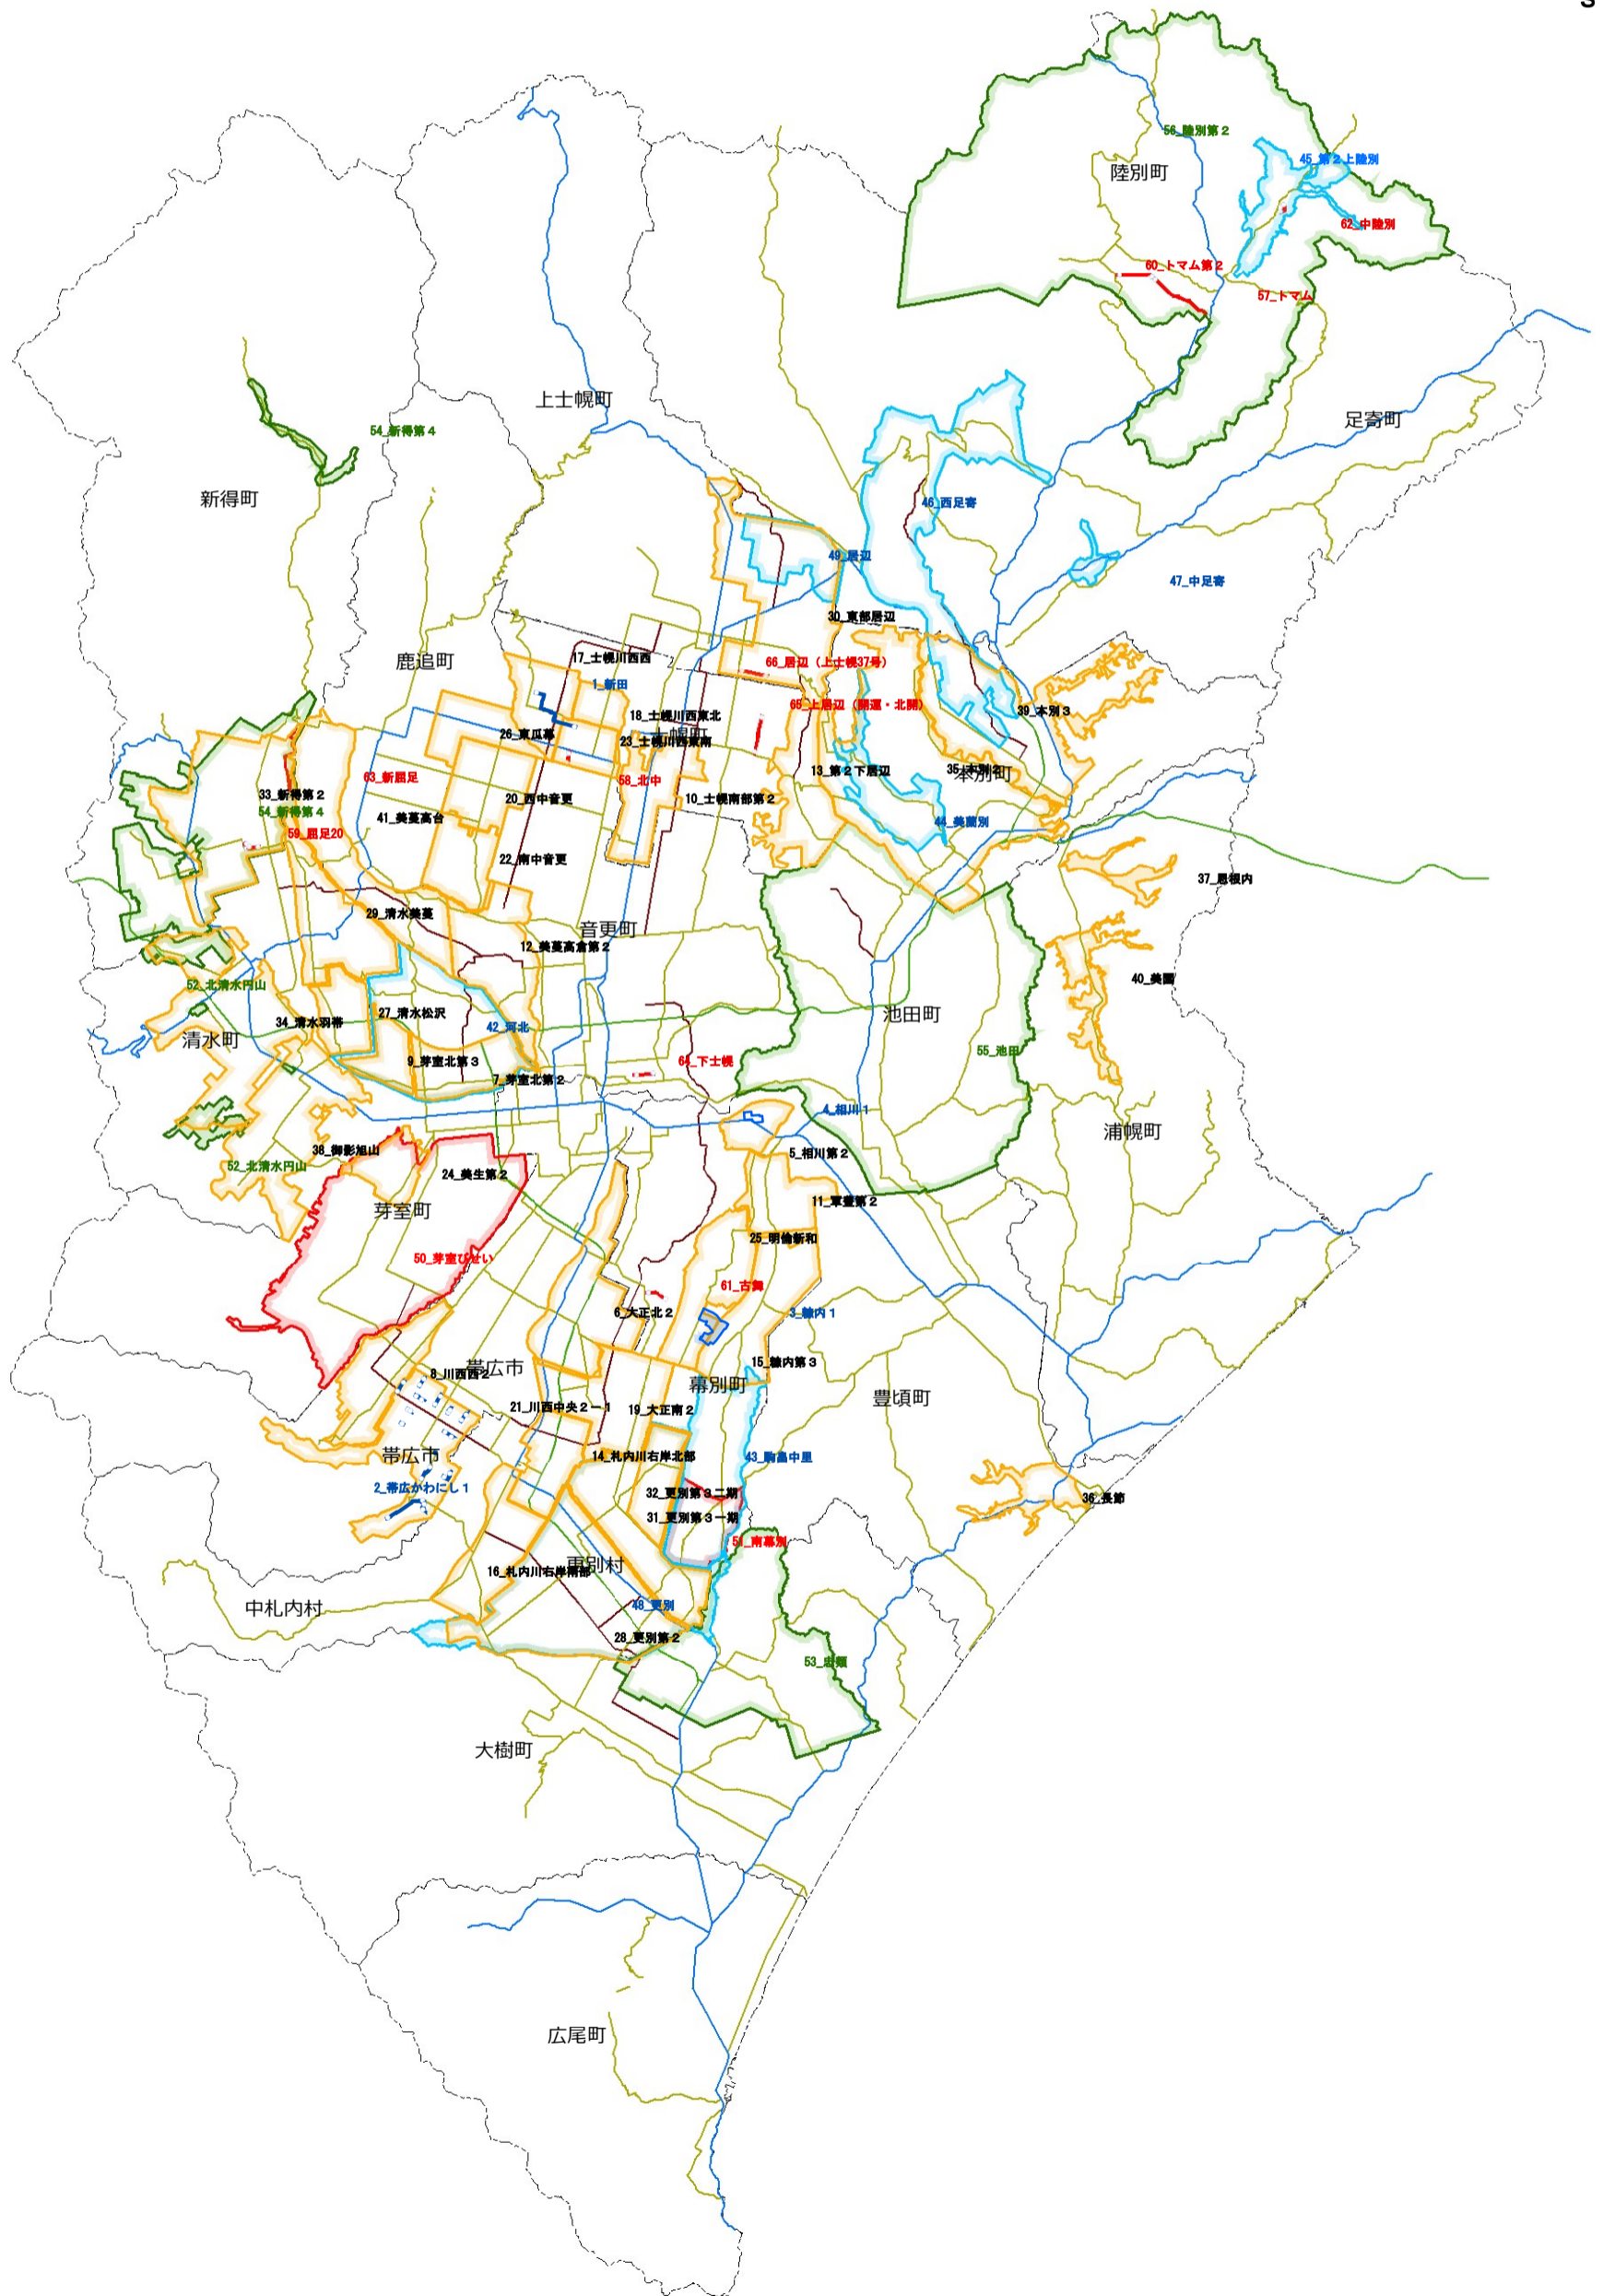 S
56_陸別第2
45_第2上陸別
陸別町
62_中陸別
60_トマム第2
57_トマム
上士幌町
足寄町
54_新得第4
新得町
46_西足寄
49_居辺
47_中足寄
30_東部居辺
鹿追町
17_士幌川西西
66_居辺（上士幌37号）
1_新田
65_上居辺（開運・北開）
39_本別3
18_士幌川西東北
26_東瓜幕
士幌町
23_士幌川西東南
63_新屈足
58_北中
13_第2下居辺
35_本別2
本別町
33_新得第2
20_西中音更
10_士幌南部第2
54_新得第4
41_美蔓高台
44_美蘭別
59_屈足20
22_南中音更
37_恩根内
29_清水美蔓
音更町
12_美蔓高倉第2
40_美園
52_北清水円山
27_清水松沢
池田町
34_清水羽帯
42_河北
清水町
55_池田
9_芽室北第3
64_下士幌
7_芽室北第2
4_相川1
浦幌町
38_御影旭山
5_相川第2
52_北清水円山
24_美生第2
11_軍豊第2
芽室町
25_明倫新和
50_芽室びせい
61_古舞
6_大正北2
3_糠内1
15_糠内第3
帯広市
8_川西西2
幕別町
豊頃町
21_川西中央2－1
19_大正南2
帯広市
14_札内川右岸北部
43_駒畠中里
2_帯広かわにし1
32_更別第3二期
36_長節
31_更別第3一期
51_南幕別
更別村
16_札内川右岸南部
中札内村
48_更別
28_更別第2
53_忠類
大樹町
広尾町